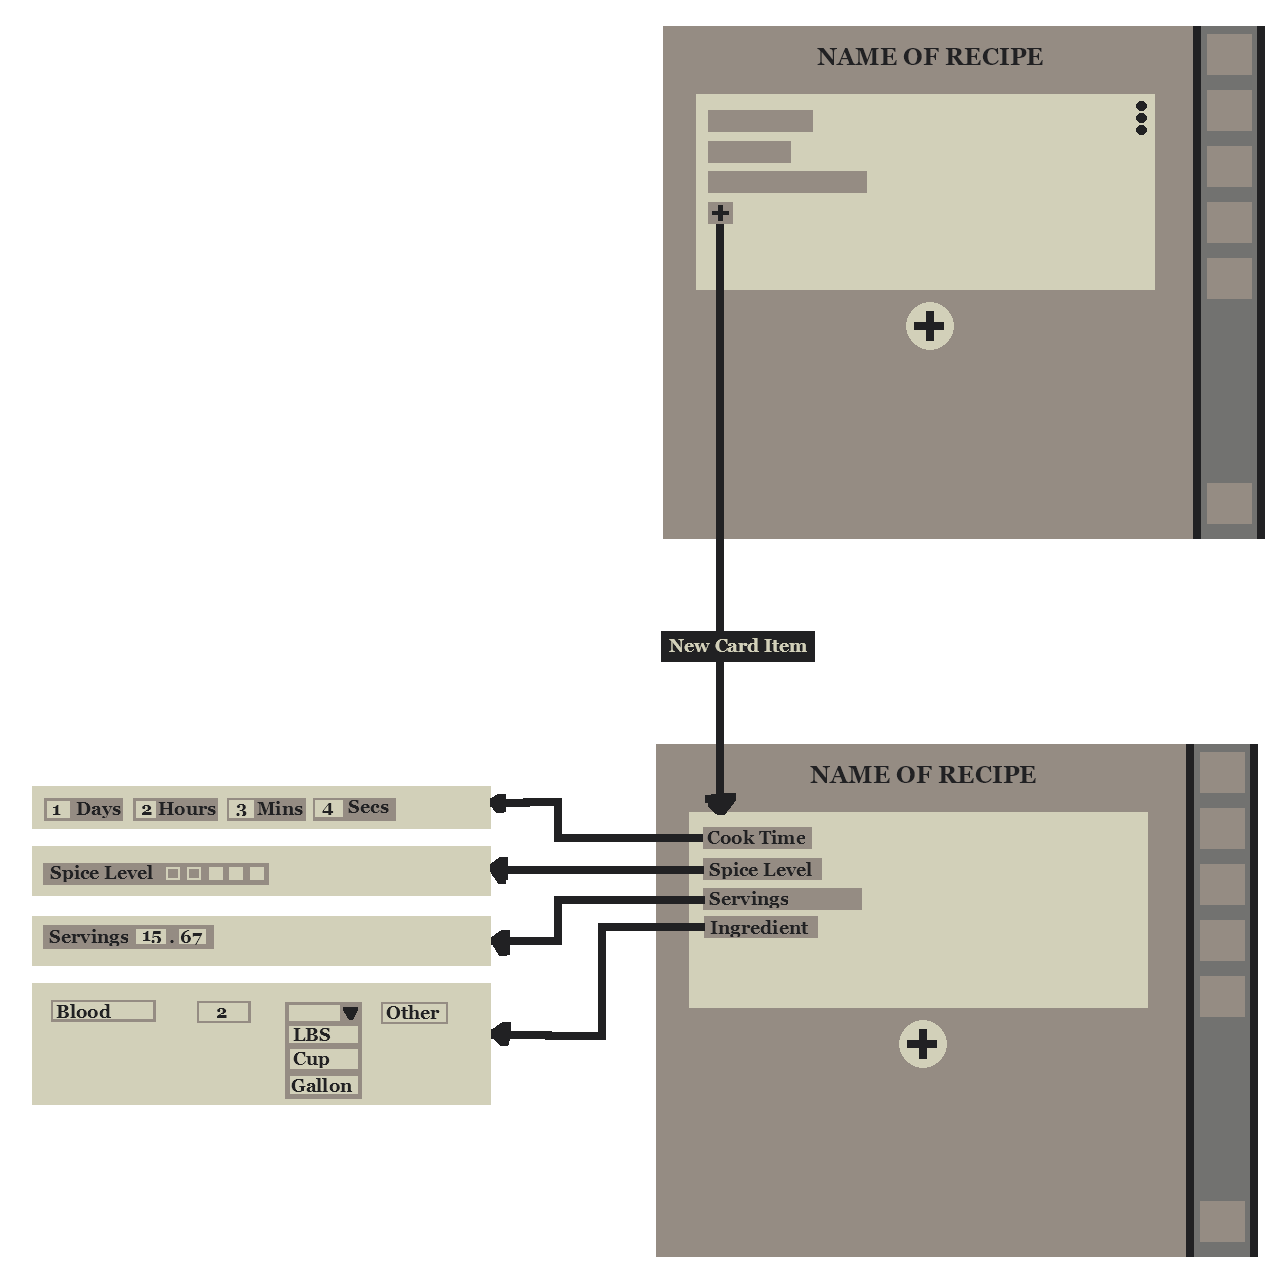 NAME OF RECIPE
New Card Item
NAME OF RECIPE
Cook Time
Spice Level
Servings
Ingredient
1 Days 2 Hours 3 Mins 4 Secs
Spice Level
Servings 15 . 67
Blood 2 Other
LBS
Cup
Gallon